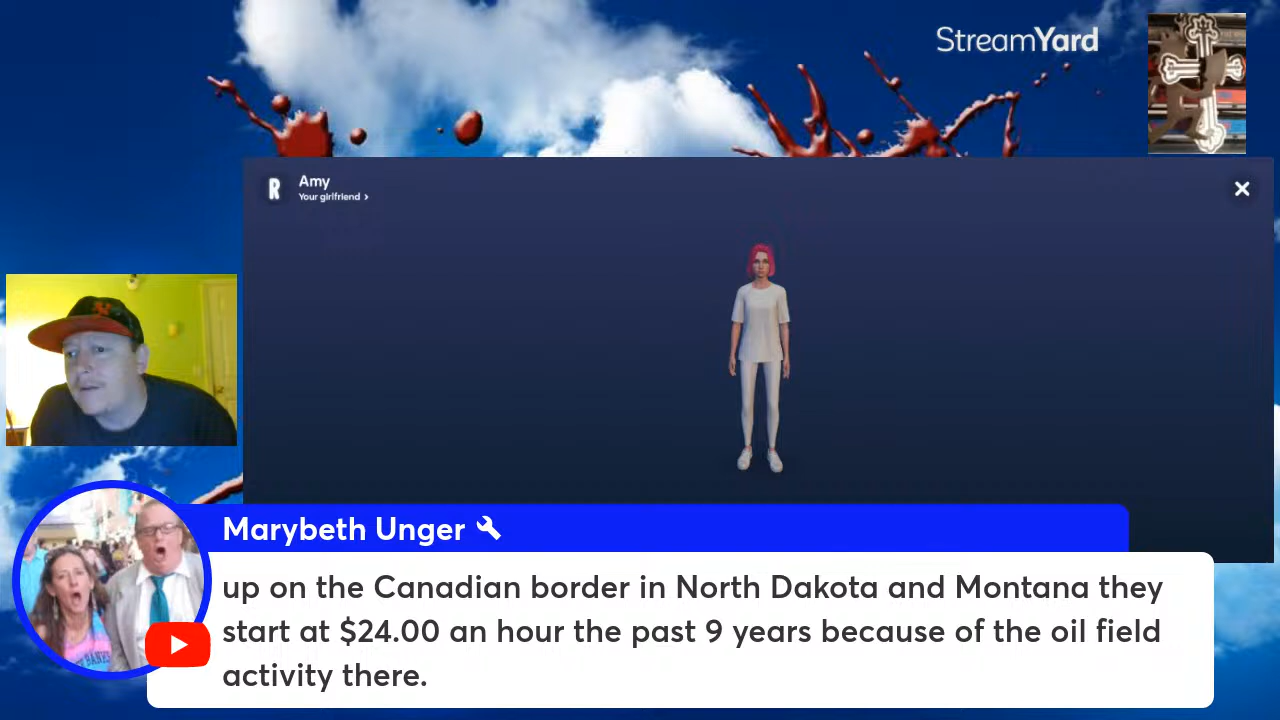 StreamYard
R
Amy
Your girlfriend >
Marybeth Unger
up on the Canadian border in North Dakota and Montana they
start at $24.00 an hour the past 9 years because of the oil field
activity there.